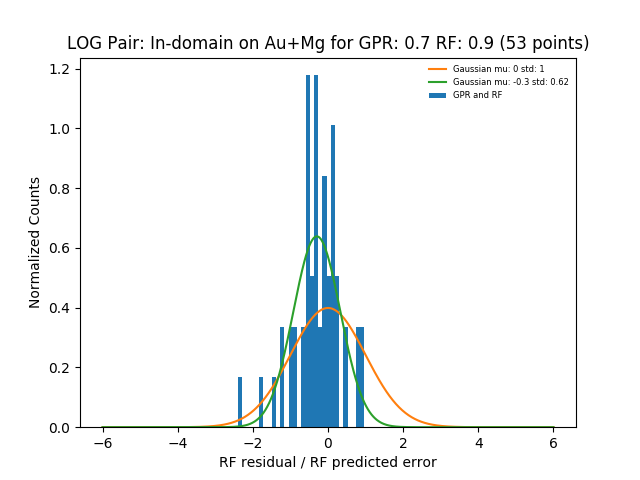 LOG Pair: In-domain on Au+Mg for GPR: 0.7 RF: 0.9 (53 points)
Gaussian mu: 0 std: 1
Gaussian mu: -0.3 std: 0.62
GPR and RF
Normalized Counts
1.2
1.0
0.8
0.6
0.4
0.2
0.0
−6 −4 −2 0 2 4 6
RF residual / RF predicted error